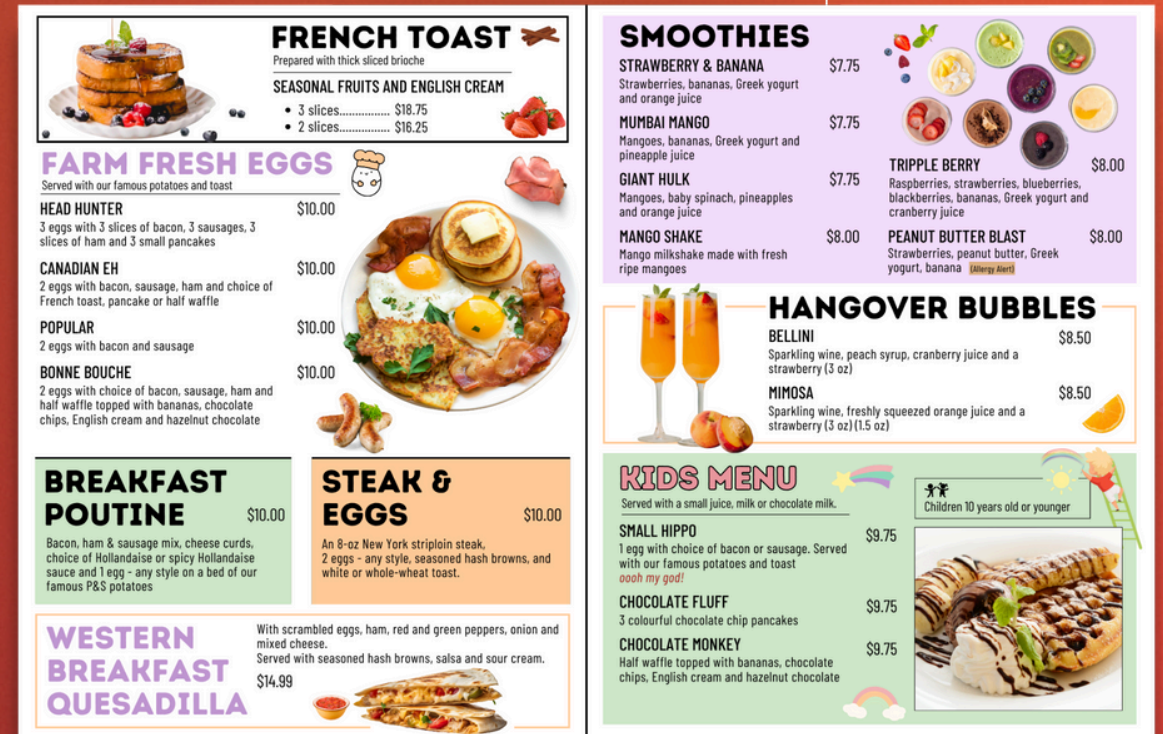 FRENCH TOAST
Prepared with thick sliced brioche
SEASONAL FRUITS AND ENGLISH CREAM
• 3 slices................ $18.75
• 2 slices................ $16.25
FARM FRESH EGGS
Served with our famous potatoes and toast
HEAD HUNTER $10.00
3 eggs with 3 slices of bacon, 3 sausages, 3
slices of ham and 3 small pancakes
CANADIAN EH $10.00
2 eggs with bacon, sausage, ham and choice of
French toast, pancake or half waffle
POPULAR $10.00
2 eggs with bacon and sausage
BONNE BOUCHE $10.00
2 eggs with choice of bacon, sausage, ham and
half waffle topped with bananas, chocolate
chips, English cream and hazelnut chocolate
BREAKFAST
POUTINE $10.00
Bacon, ham & sausage mix, cheese curds,
choice of Hollandaise or spicy Hollandaise
sauce and 1 egg - any style on a bed of our
famous P&S potatoes
STEAK &
EGGS $10.00
An 8-oz New York striploin steak,
2 eggs - any style, seasoned hash browns, and
white or whole-wheat toast.
WESTERN
BREAKFAST
QUESADILLA
With scrambled eggs, ham, red and green peppers, onion and
mixed cheese.
Served with seasoned hash browns, salsa and sour cream.
$14.99
SMOOTHIES
STRAWBERRY & BANANA $7.75
Strawberries, bananas, Greek yogurt
and orange juice
MUMBAI MANGO $7.75
Mangoes, bananas, Greek yogurt and
pineapple juice
GIANT HULK $7.75
Mangoes, baby spinach, pineapples
and orange juice
MANGO SHAKE $8.00
Mango milkshake made with fresh
ripe mangoes
TRIPPLE BERRY $8.00
Raspberries, strawberries, blueberries,
blackberries, bananas, Greek yogurt and
cranberry juice
PEANUT BUTTER BLAST $8.00
Strawberries, peanut butter, Greek
yogurt, banana (Allergy Alert)
HANGOVER BUBBLES
BELLINI $8.50
Sparkling wine, peach syrup, cranberry juice and a
strawberry (3 oz)
MIMOSA $8.50
Sparkling wine, freshly squeezed orange juice and a
strawberry (3 oz) (1.5 oz)
KIDS MENU
Served with a small juice, milk or chocolate milk.
Children 10 years old or younger
SMALL HIPPO $9.75
1 egg with choice of bacon or sausage. Served
with our famous potatoes and toast
oooh my god!
CHOCOLATE FLUFF $9.75
3 colourful chocolate chip pancakes
CHOCOLATE MONKEY $9.75
Half waffle topped with bananas, chocolate
chips, English cream and hazelnut chocolate